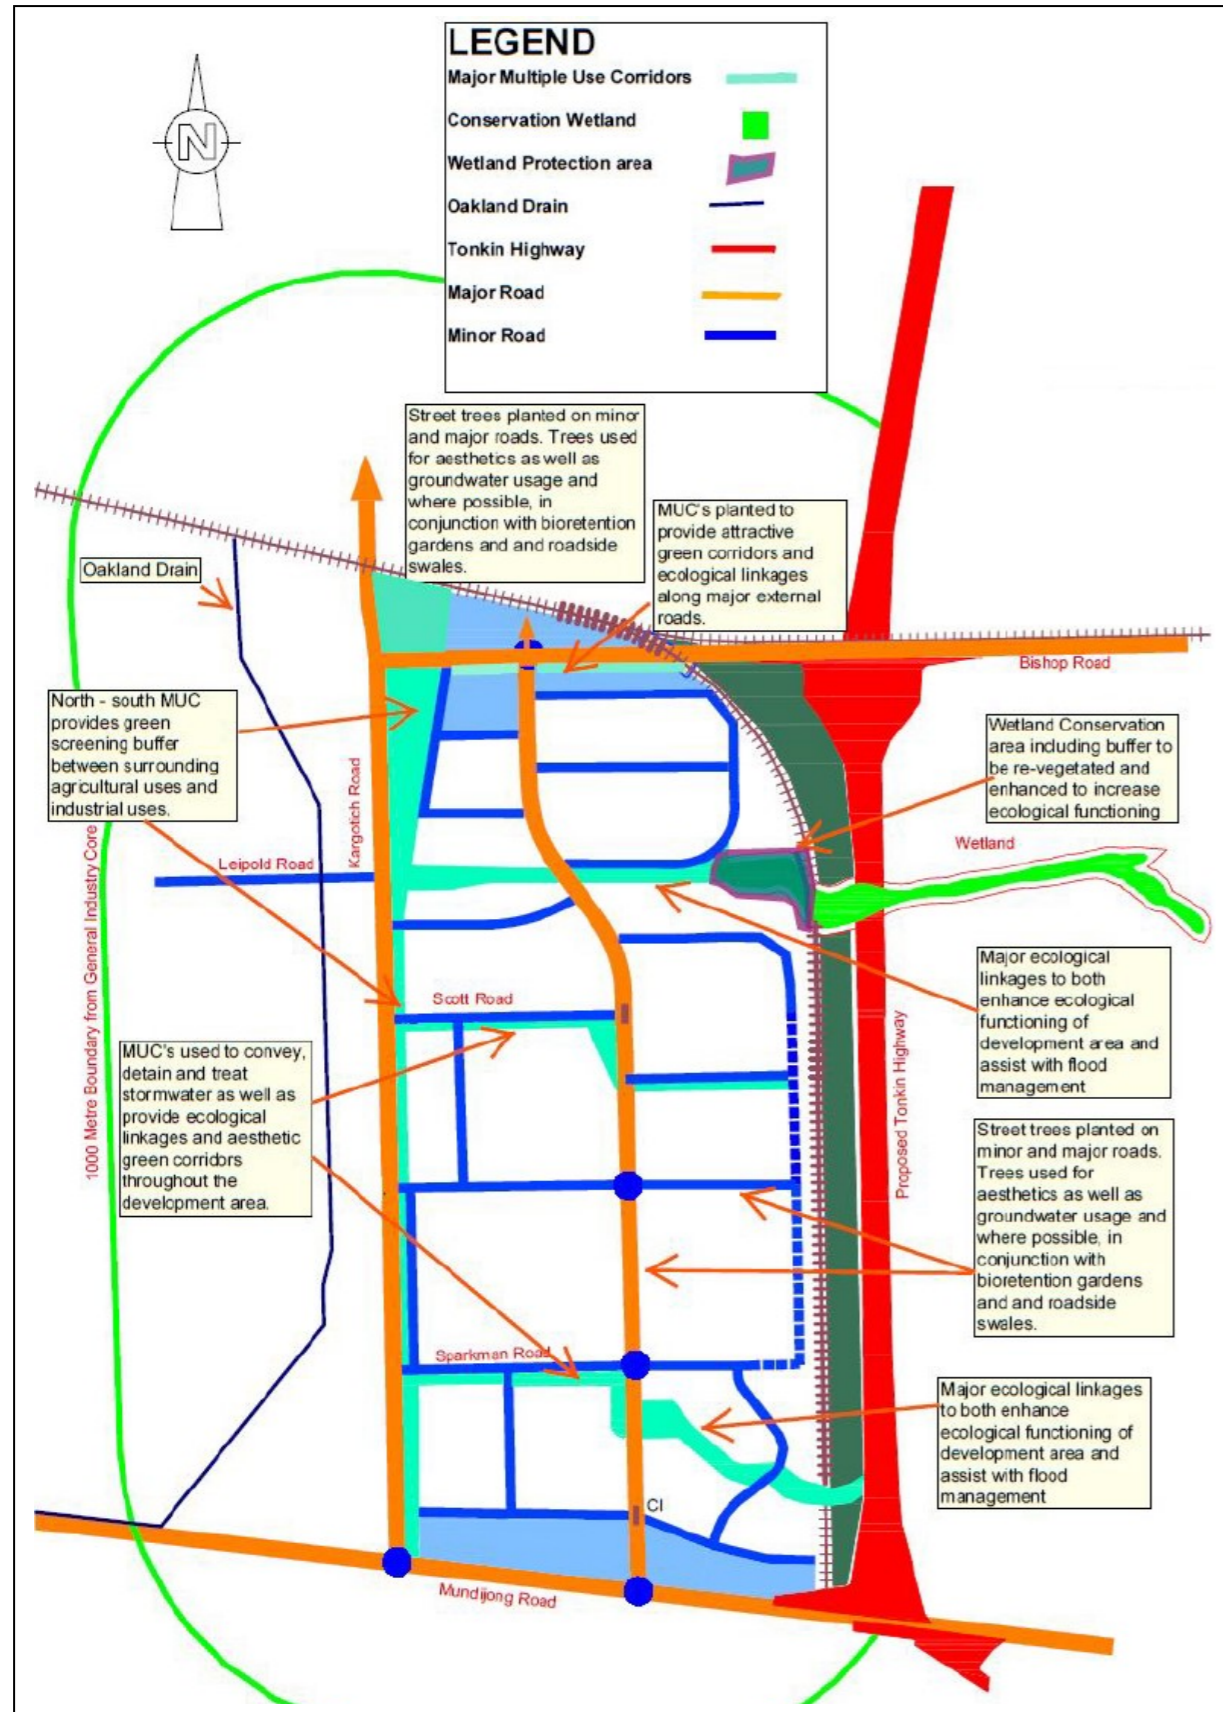 N
LEGEND
Major Multiple Use Corridors
Conservation Wetland
Wetland Protection area
Oakland Drain
Tonkin Highway
Major Road
Minor Road
Street trees planted on minor
and major roads. Trees used
for aesthetics as well as
groundwater usage and
where possible, in
conjunction with bioretention
gardens and and roadside
swales.
MUC's planted to
provide attractive
green corridors and
ecological linkages
along major external
roads.
Oakland Drain
Bishop Road
North - south MUC
provides green
screening buffer
between surrounding
agricultural uses and
industrial uses.
Wetland Conservation
area including buffer to
be re-vegetated and
enhanced to increase
ecological functioning
Kargotich Road
Wetland
Leipold Road
1000 Metre Boundary from General Industry Core
Major ecological
linkages to both
enhance ecological
functioning of
development area and
assist with flood
management
Scott Road
Proposed Tonkin Highway
MUC's used to convey,
detain and treat
stormwater as well as
provide ecological
linkages and aesthetic
green corridors
throughout the
development area.
Street trees planted on
minor and major roads.
Trees used for
aesthetics as well as
groundwater usage and
where possible, in
conjunction with
bioretention gardens
and and roadside
swales.
Sparkman Road
Major ecological linkages
to both enhance
ecological functioning of
development area and
assist with flood
management
CI
Mundijong Road